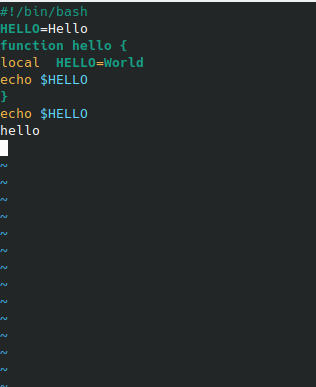 #!/bin/bash
HELLO=Hello
function hello {
local  HELLO=World
echo $HELLO
}
echo $HELLO
hello
~
~
~
~
~
~
~
~
~
~
~
~
~
~